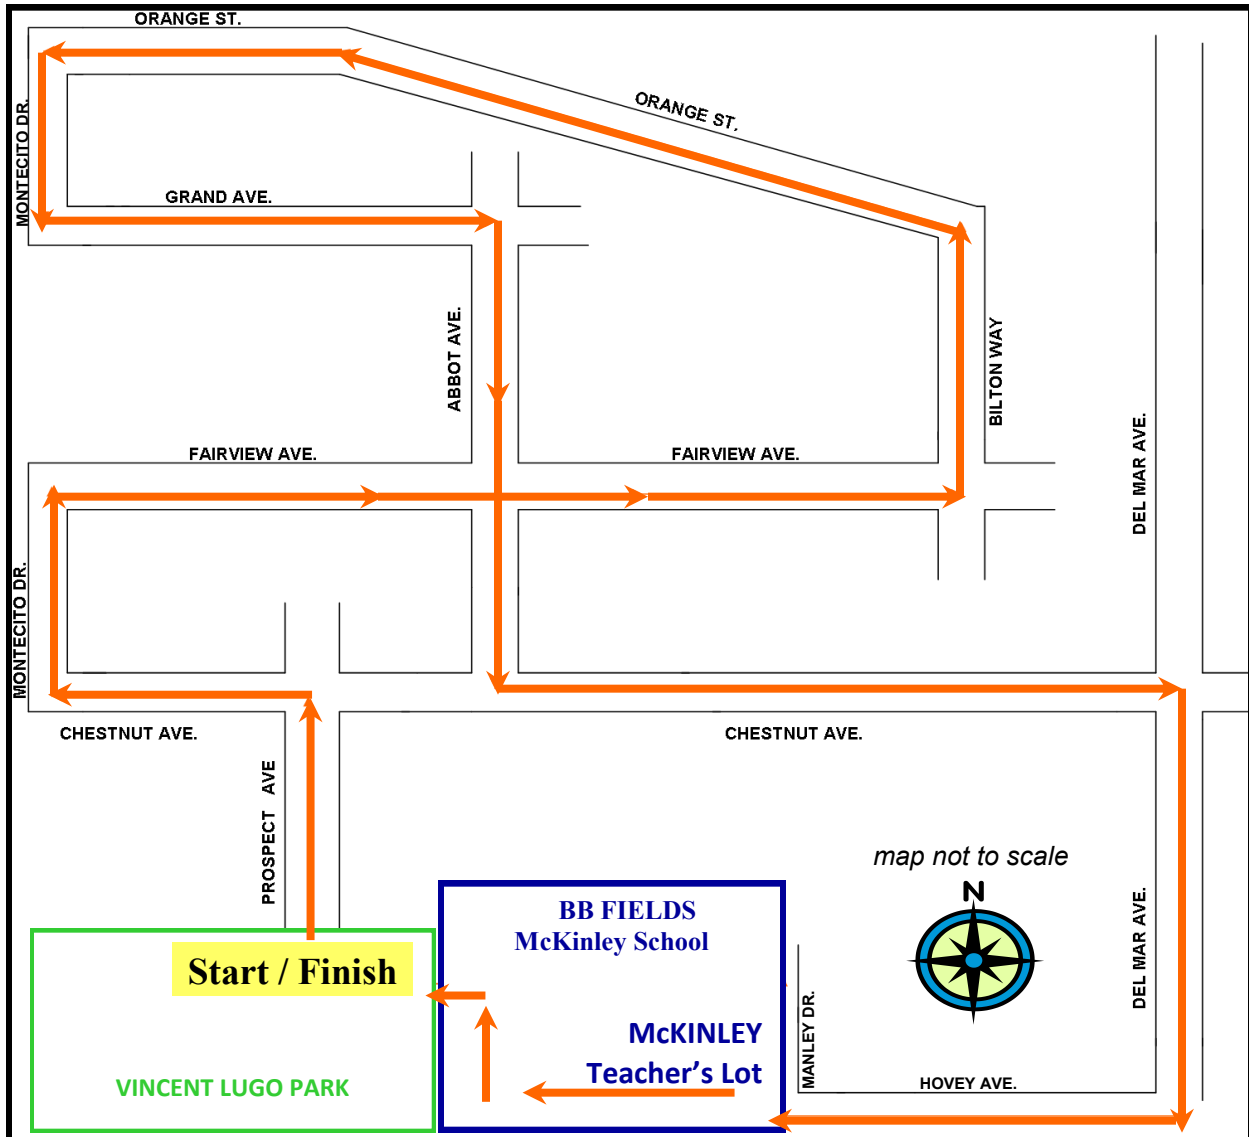 ORANGE ST.
ORANGE ST.
MONTECITO DR.
GRAND AVE.
ABBOT AVE.
BILTON WAY
FAIRVIEW AVE.
FAIRVIEW AVE.
DEL MAR AVE.
MONTECITO DR.
CHESTNUT AVE.
CHESTNUT AVE.
PROSPECT AVE
map not to scale
N
BB FIELDS
McKinley School
Start / Finish
DEL MAR AVE.
MANLEY DR.
McKINLEY
Teacher's Lot
HOVEY AVE.
VINCENT LUGO PARK